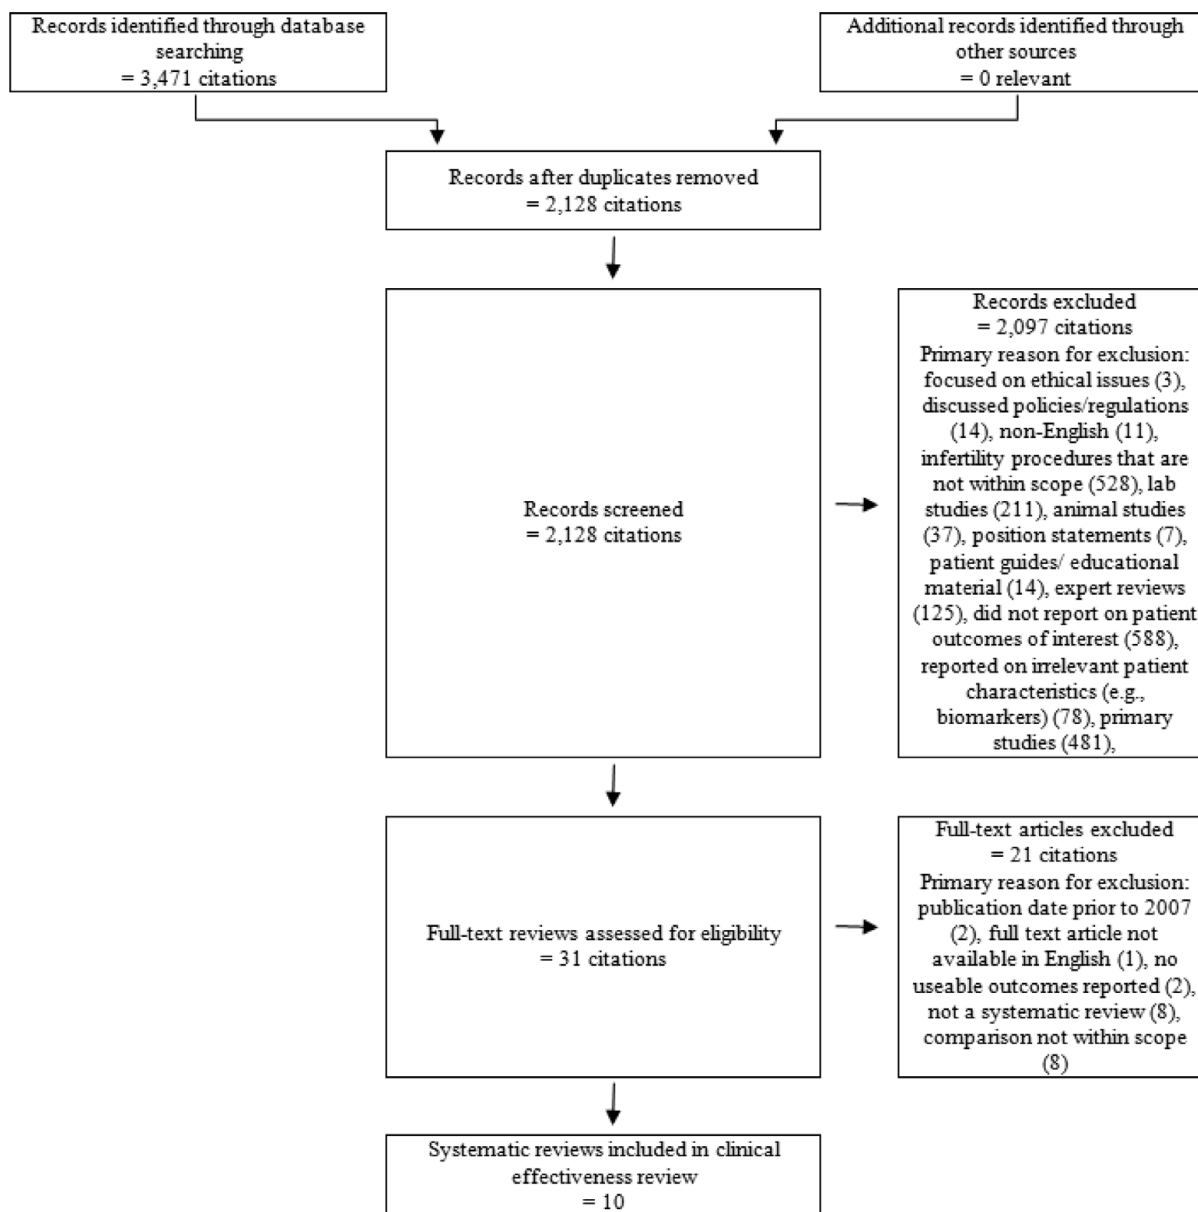 Records identified through database
searching
= 3,471 citations
Additional records identified through
other sources
= 0 relevant
Records after duplicates removed
= 2,128 citations
Records screened
= 2,128 citations
Records excluded
= 2,097 citations
Primary reason for exclusion:
focused on ethical issues (3),
discussed policies/regulations
(14), non-English (11),
infertility procedures that are
not within scope (528), lab
studies (211), animal studies
(37), position statements (7),
patient guides/ educational
material (14), expert reviews
(125), did not report on patient
outcomes of interest (588),
reported on irrelevant patient
characteristics (e.g.,
biomarkers) (78), primary
studies (481),
Full-text reviews assessed for eligibility
= 31 citations
Full-text articles excluded
= 21 citations
Primary reason for exclusion:
publication date prior to 2007
(2), full text article not
available in English (1), no
useable outcomes reported (2),
not a systematic review (8),
comparison not within scope
(8)
Systematic reviews included in clinical
effectiveness review
= 10